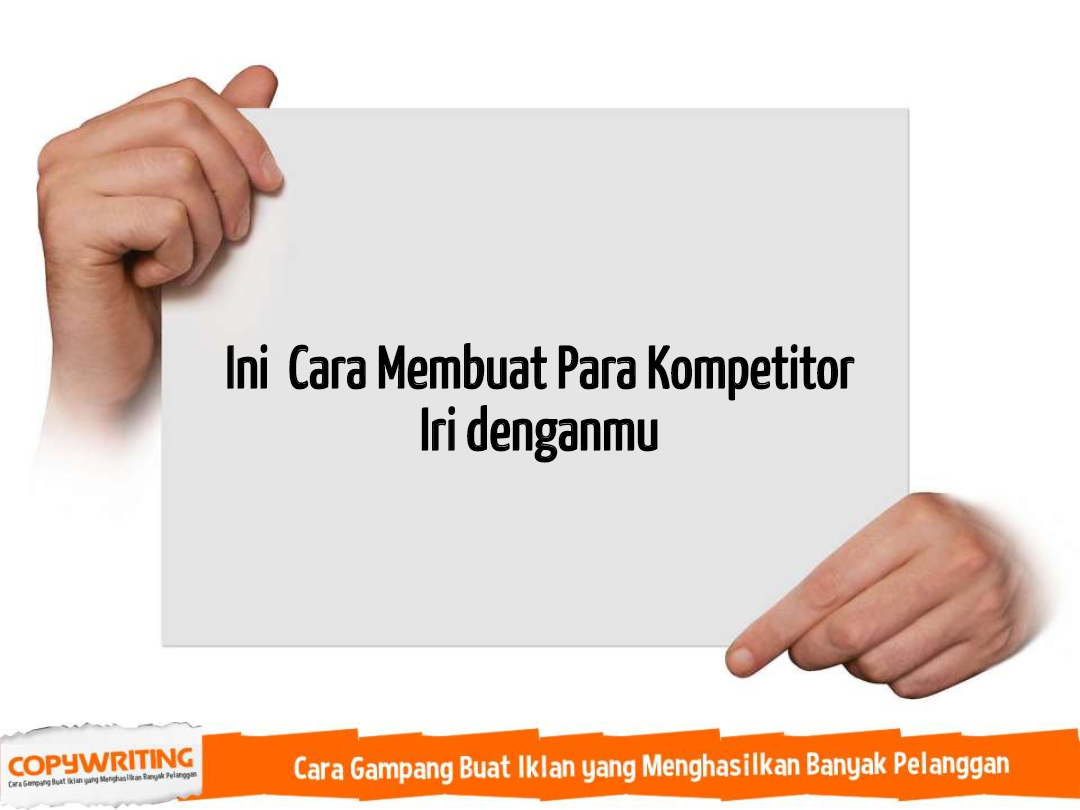 Ini  Cara Membuat Para Kompetitor
Iri denganmu
COPYWRITING
Cara Gampang Buat Iklan yang Menghasilkan Banyak Pelanggan
Cara Gampang Buat Iklan yang Menghasilkan Banyak Pelanggan